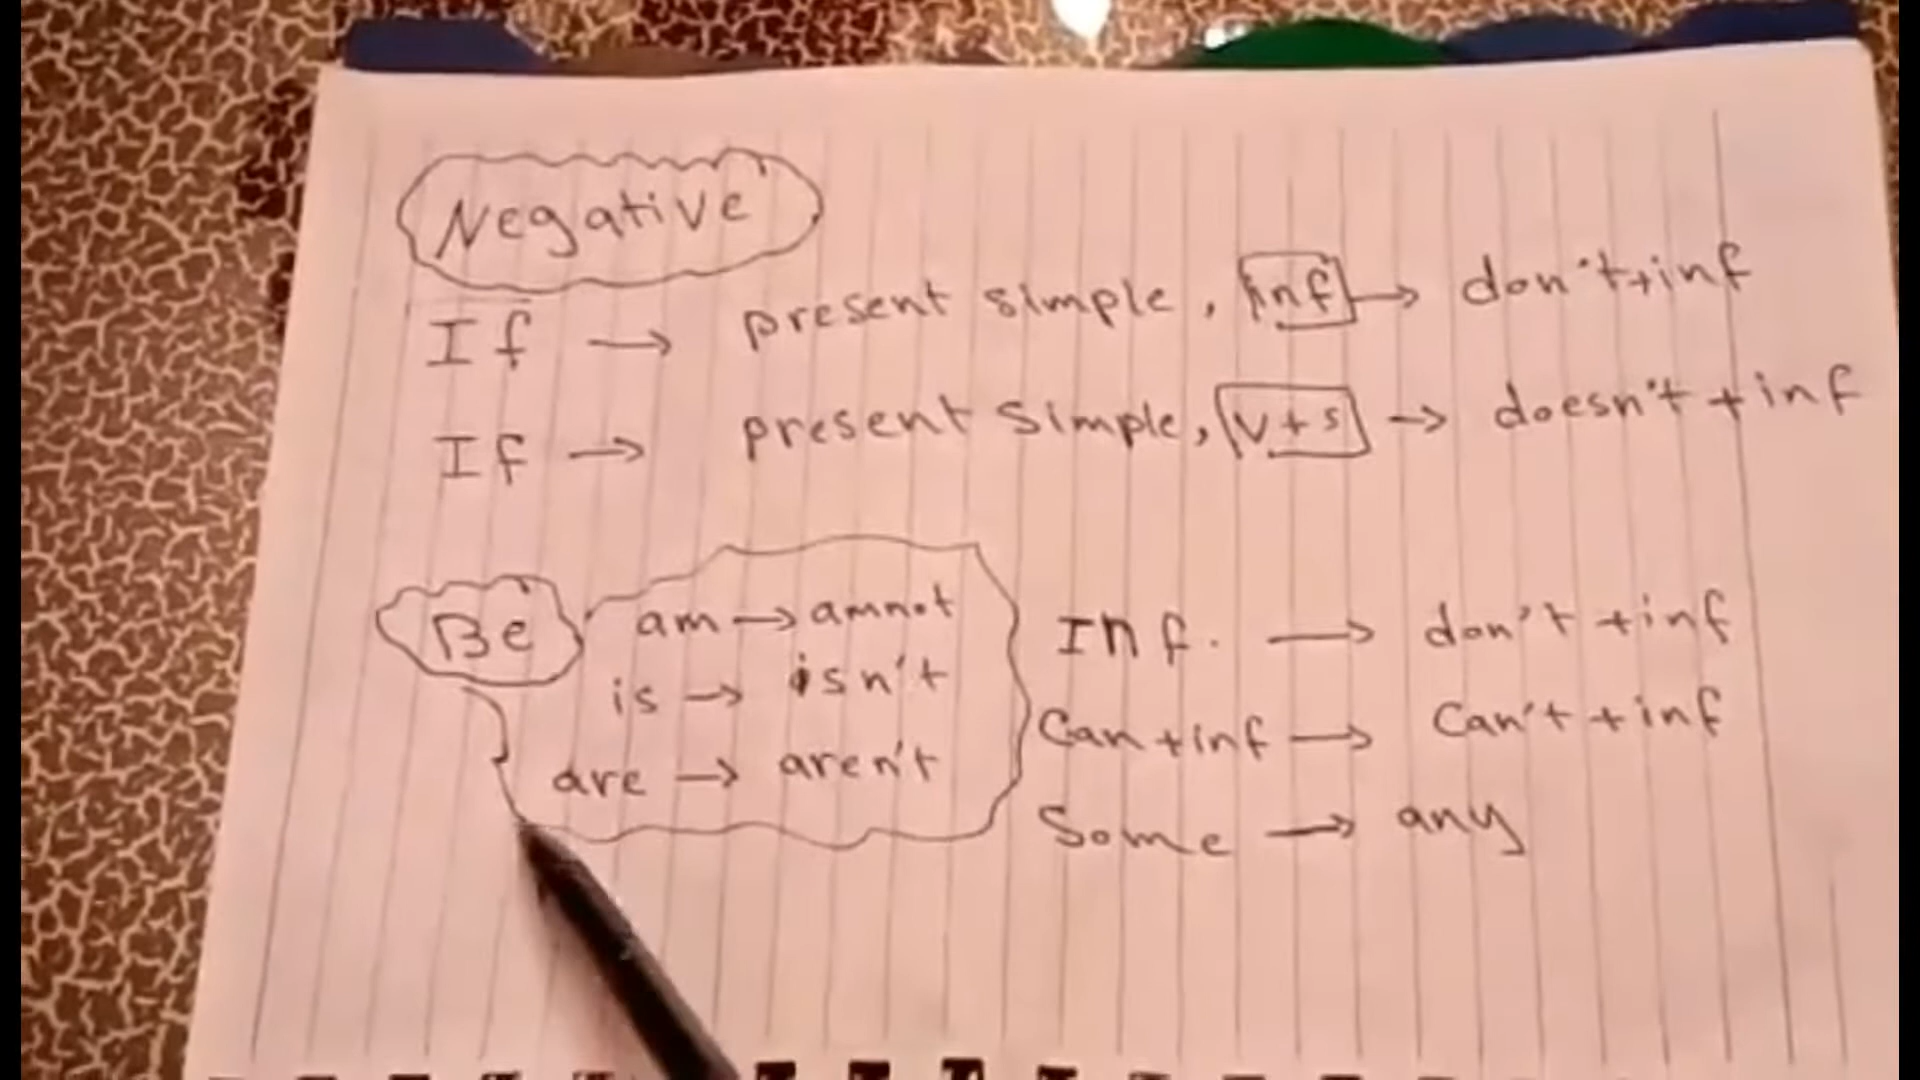 Negative
If → present simple, inf → don't+inf
If → present simple, v+s → doesn't +inf
Be
am → amnot
is → isn't
are → aren't
Inf. → don't +inf
Can +inf → Can't +inf
Some → any